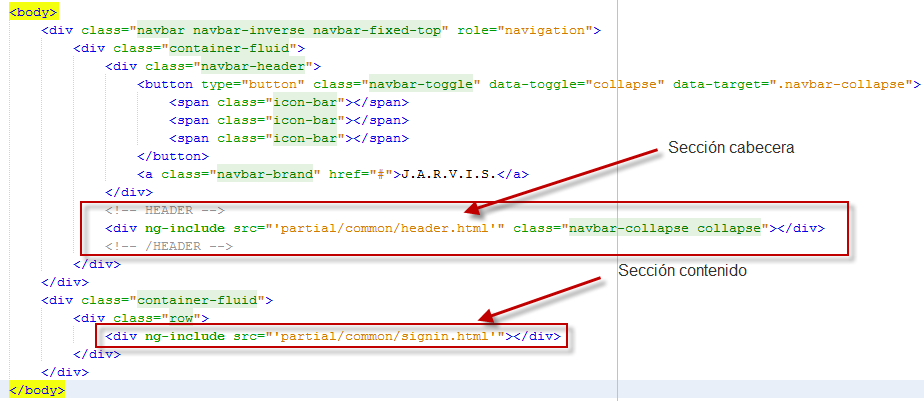 <body>
<div class="navbar navbar-inverse navbar-fixed-top" role="navigation">
<div class="container-fluid">
<div class="navbar-header">
<button type="button" class="navbar-toggle" data-toggle="collapse" data-target=".navbar-collapse">
<span class="icon-bar"></span>
<span class="icon-bar"></span>
<span class="icon-bar"></span>
</button>
Sección cabecera
<a class="navbar-brand" href="#">J.A.R.V.I.S.</a>
</div>
<!-- HEADER -->
<div ng-include src="'partial/common/header.html'" class="navbar-collapse collapse"></div>
<!-- /HEADER -->
</div>
Sección contenido
</div>
<div class="container-fluid">
<div class="row">
<div ng-include src="'partial/common/signin.html'"></div>
</div>
</div>
</body>